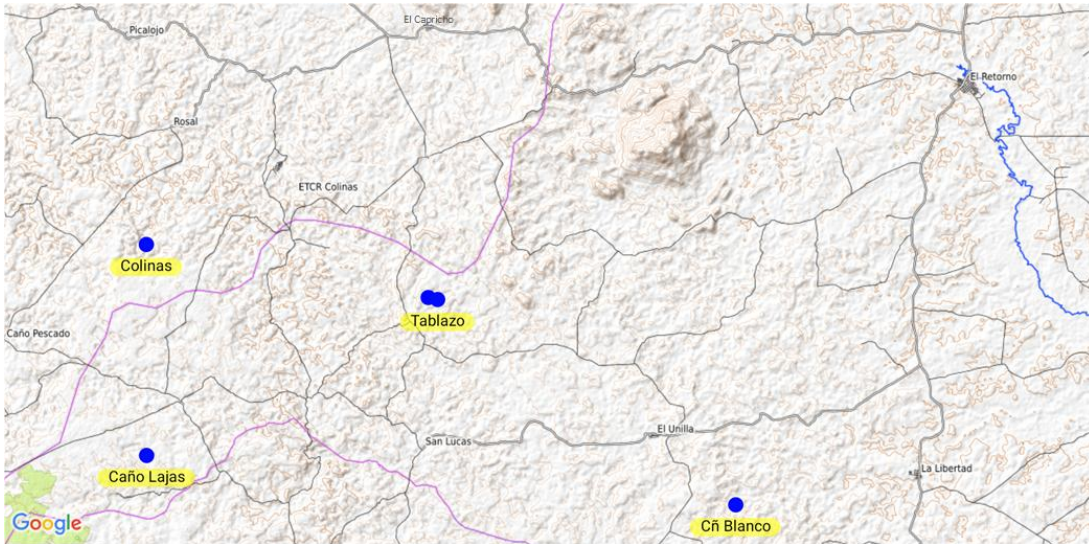 El Capricho
Picalojo
El Retorno
Rosal
ETCR Colinas
Colinas
Tablazo
Caño Pescado
El Unilla
San Lucas
La Libertad
Caño Lajas
Google
Cñ Blanco